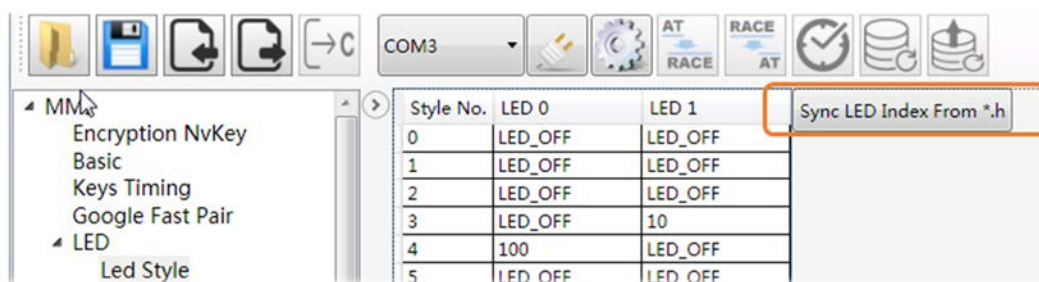 →C COM3 AT RACE RACE AT
MM
Encryption NvKey
Basic
Keys Timing
Google Fast Pair
LED
Led Style
Style No. LED 0 LED 1 Sync LED Index From *.h
0 LED_OFF LED_OFF
1 LED_OFF LED_OFF
2 LED_OFF LED_OFF
3 LED_OFF 10
4 100 LED_OFF
5 LED_OFF LED_OFF